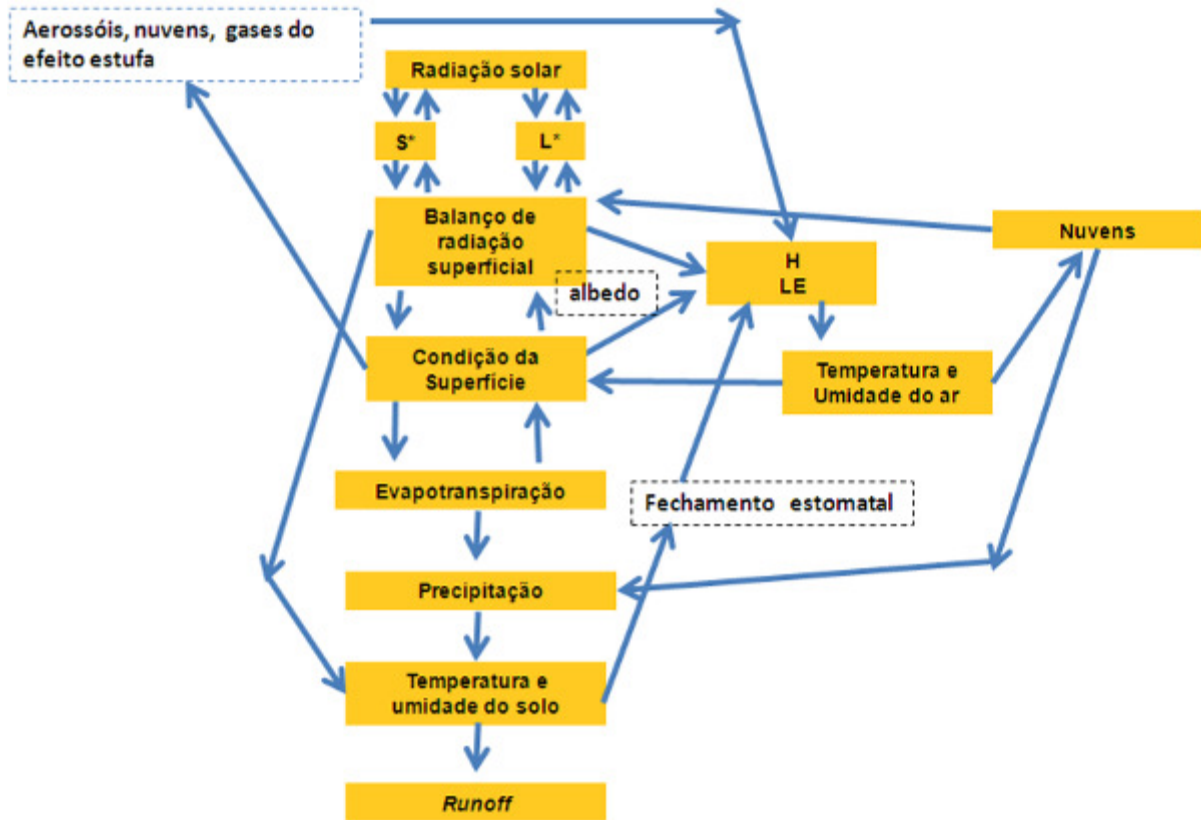 Aerossóis, nuvens, gases do
efeito estufa
Radiação solar
S*
L*
Balanço de
radiação
superficial
Nuvens
H
LE
albedo
Condição da
Superfície
Temperatura e
Umidade do ar
Evapotranspiração
Fechamento estomatal
Precipitação
Temperatura e
umidade do solo
Runoff